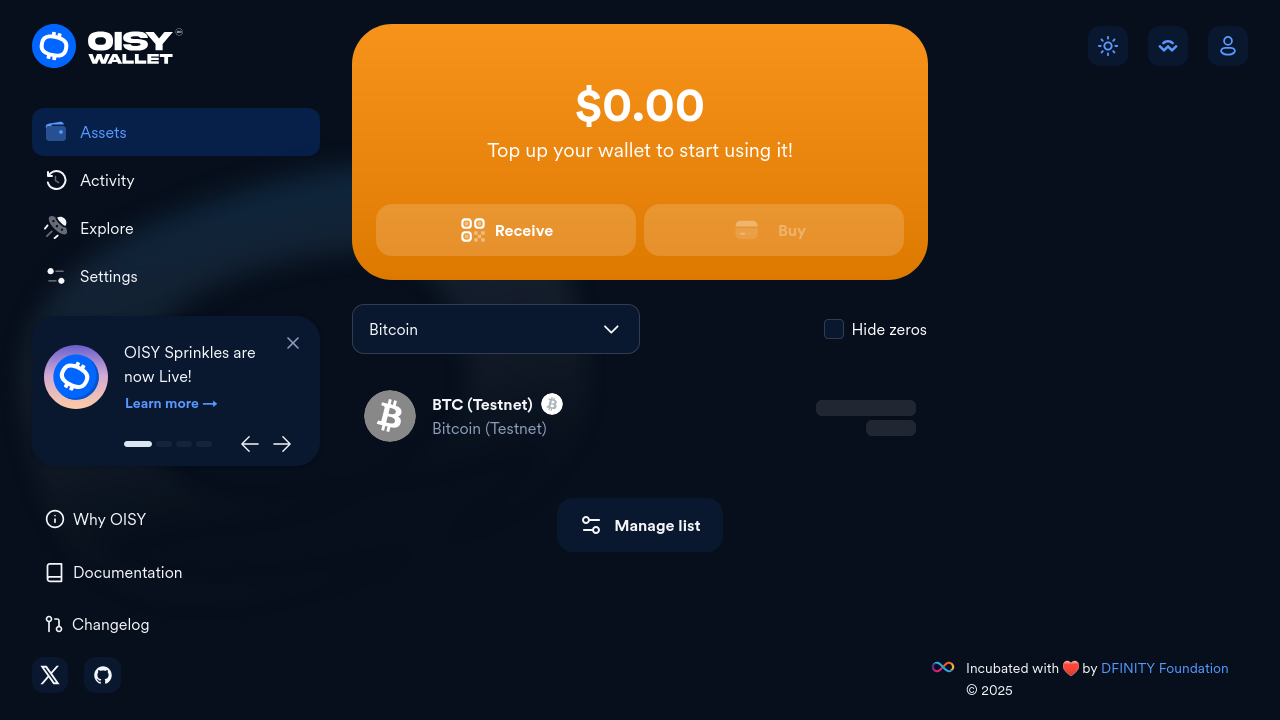 OISY
WALLET
Assets
Activity
Explore
Settings
OISY Sprinkles are
now Live!
Learn more →
Why OISY
Documentation
Changelog
$0.00
Top up your wallet to start using it!
Receive
Buy
Bitcoin
Hide zeros
BTC (Testnet)
Bitcoin (Testnet)
Manage list
Incubated with ❤️ by DFINITY Foundation
© 2025